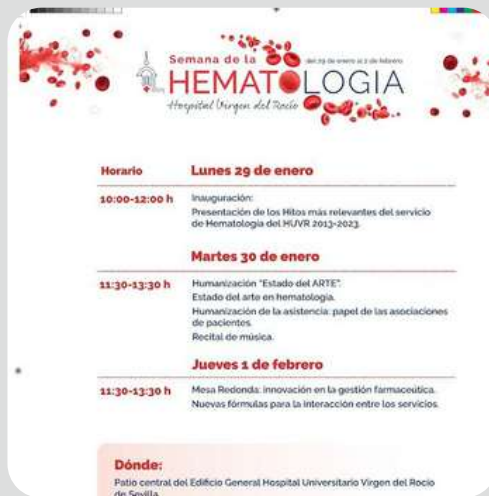 Semana de la
del 29 de enero al 2 de febrero
HEMATOLOGIA
Hospital Virgen del Rocío
Horario
Lunes 29 de enero
10:00-12:00 h
Inauguración:
Presentación de los Hitos más relevantes del servicio
de Hematología del HUVR 2013-2023.
Martes 30 de enero
11:30-13:30 h
Humanización "Estado del ARTE".
Estado del arte en hematología.
Humanización de la asistencia: papel de las asociaciones
de pacientes.
Recital de música.
Jueves 1 de febrero
11:30-13:30 h
Mesa Redonda: innovación en la gestión farmaceútica.
Nuevas fórmulas para la interacción entre los servicios.
Dónde:
Patio central del Edificio General Hospital Universitario Virgen del Rocío
de Sevilla